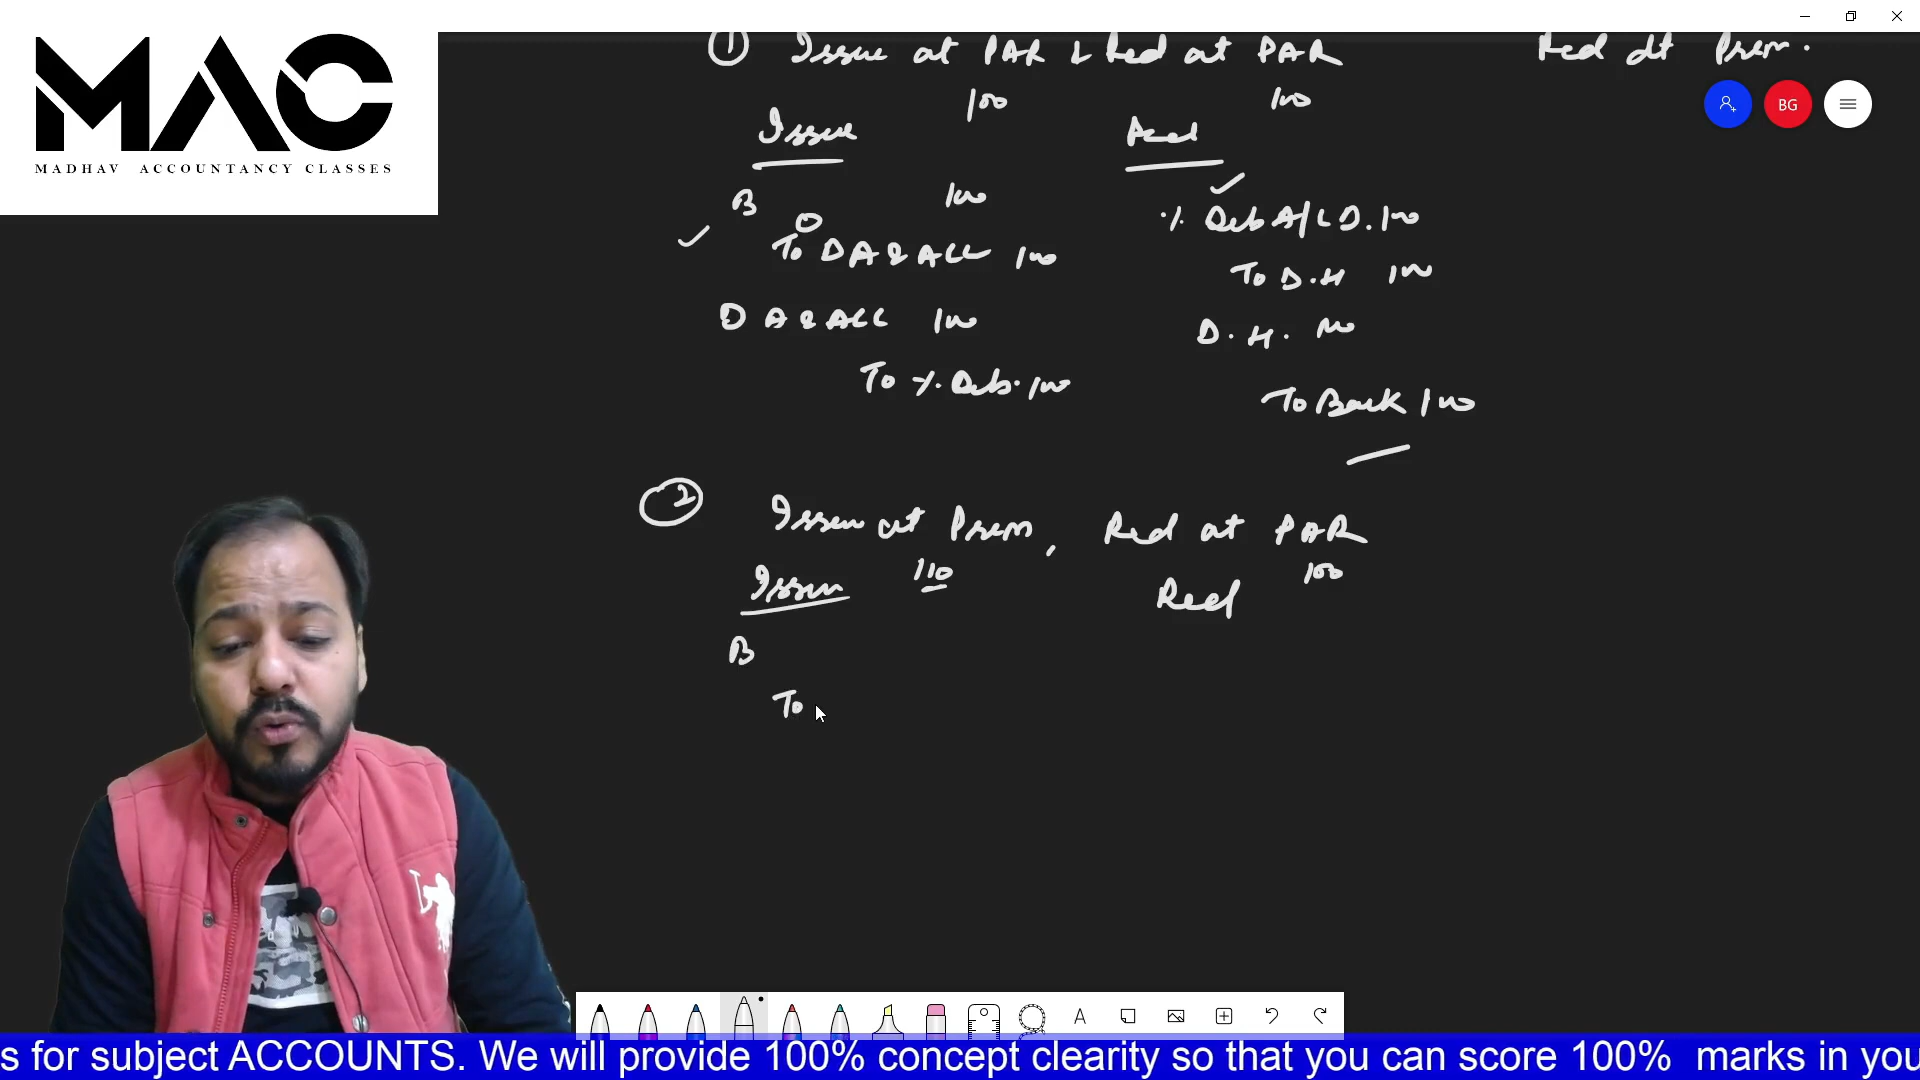 MAC
MADHAV ACCOUNTANCY CLASSES
① Issue at PAR & Red at PAR
Red at Prem.
100 100
BG
Issue Red
B 100
To DA & ALL 100
D A & ALL 100
To %. Deb. 100
%. Deb A/C D. 100
To D.H 100
D.H. 100
To Bank 100
② Issue at Prem, Red at PAR
110 100
Issue Red
B
To
A
s for subject ACCOUNTS. We will provide 100% concept clearity so that you can score 100% marks in you